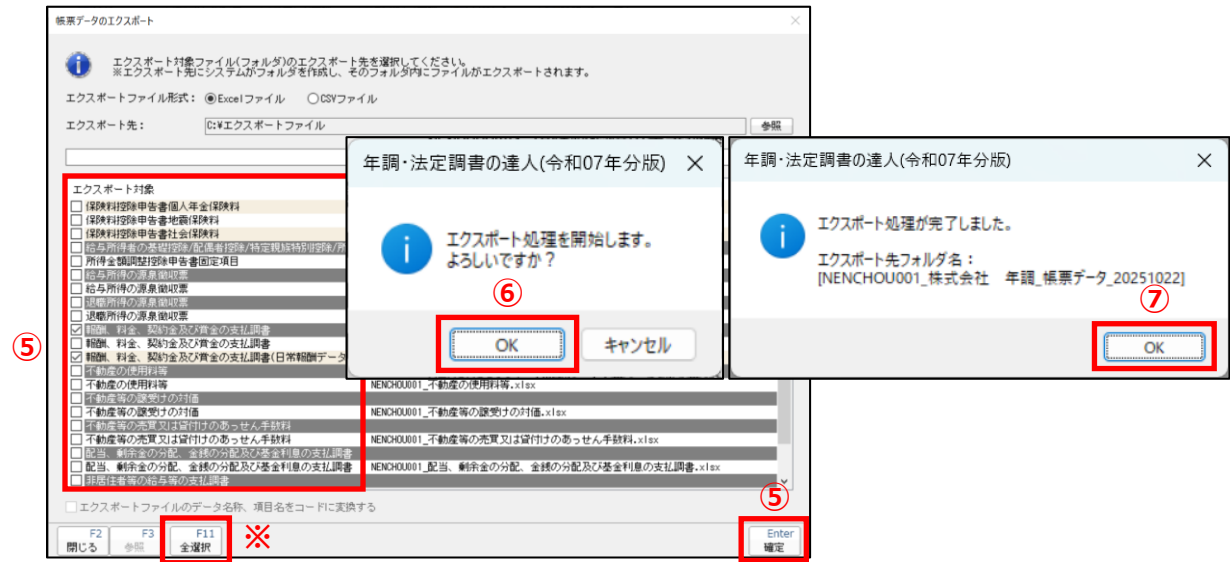 帳票データのエクスポート
エクスポート対象ファイル(フォルダ)のエクスポート先を選択してください。
※エクスポート先にシステムがフォルダを作成し、そのフォルダ内にファイルがエクスポートされます。
エクスポートファイル形式： Excelファイル CSVファイル
エクスポート先： C:¥エクスポートファイル 参照
エクスポート対象
保険料控除申告書個人年金保険料
保険料控除申告書地震保険料
保険料控除申告書社会保険料
給与所得者の基礎控除/配偶者控除/特定親族特別控除/所
所得金額調整控除申告書固定項目
給与所得の源泉徴収票
給与所得の源泉徴収票
退職所得の源泉徴収票
退職所得の源泉徴収票
報酬、料金、契約金及び賞金の支払調書
報酬、料金、契約金及び賞金の支払調書
報酬、料金、契約金及び賞金の支払調書(日常報酬データ
不動産の使用料等
不動産の使用料等 NENCHOU001_不動産の使用料等.xlsx
不動産等の譲受けの対価
不動産等の譲受けの対価 NENCHOU001_不動産等の譲受けの対価.xlsx
不動産等の売買又は貸付けのあっせん手数料
不動産等の売買又は貸付けのあっせん手数料 NENCHOU001_不動産等の売買又は貸付けのあっせん手数料.xlsx
配当、剰余金の分配、金銭の分配及び基金利息の支払調書
配当、剰余金の分配、金銭の分配及び基金利息の支払調書 NENCHOU001_配当、剰余金の分配、金銭の分配及び基金利息の支払調書.xlsx
非居住者等の給与等の支払調書
⑤
エクスポートファイルのデータ名称、項目名をコードに変換する
⑤
F2 F3 F11 Enter
閉じる 参照 全選択 ※ 確定
年調・法定調書の達人(令和07年分版)
エクスポート処理を開始します。
よろしいですか？
⑥
OK キャンセル
年調・法定調書の達人(令和07年分版)
エクスポート処理が完了しました。
エクスポート先フォルダ名：
[NENCHOU001_株式会社 年調_帳票データ_20251022]
⑦
OK